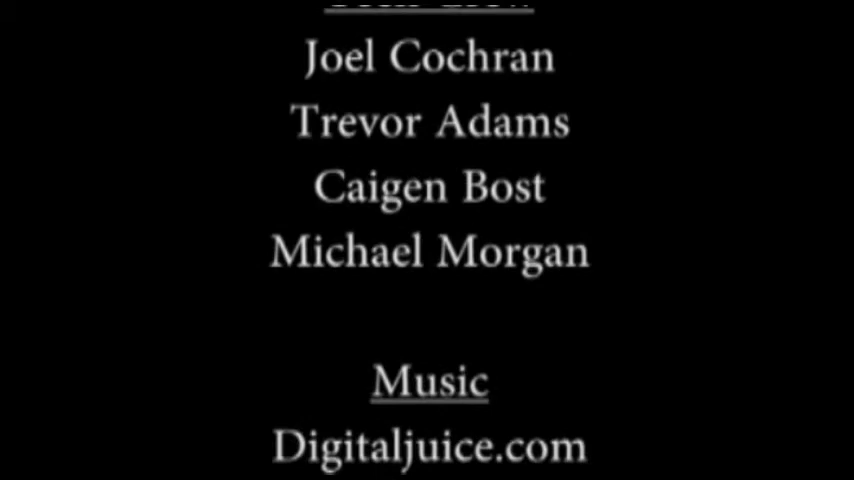 Joel Cochran
Trevor Adams
Caigen Bost
Michael Morgan
Music
Digitaljuice.com